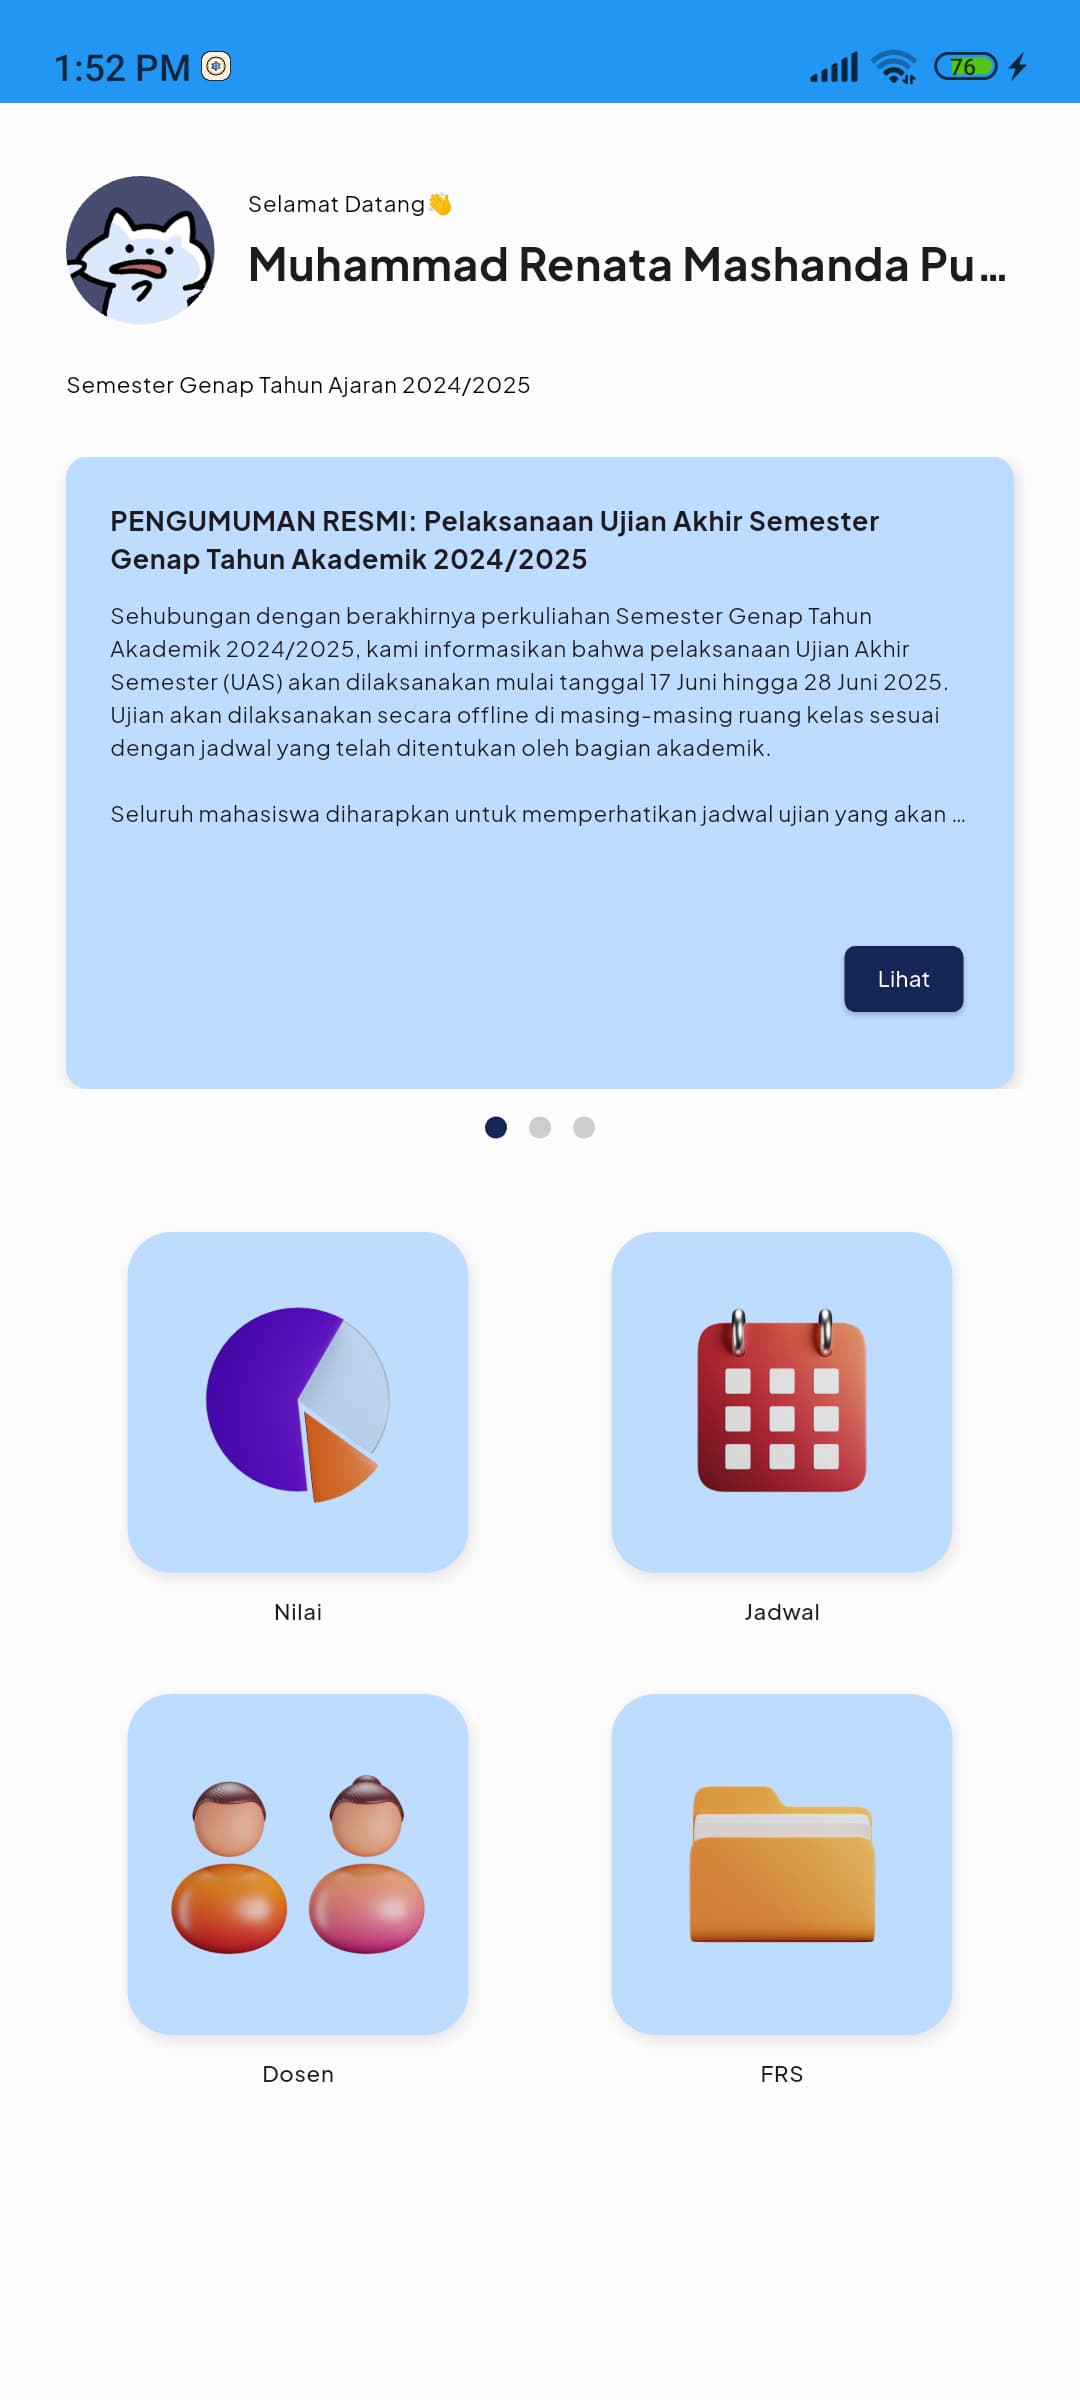 1:52 PM
76
Selamat Datang👋
Muhammad Renata Mashanda Pu...
Semester Genap Tahun Ajaran 2024/2025
PENGUMUMAN RESMI: Pelaksanaan Ujian Akhir Semester
Genap Tahun Akademik 2024/2025
Sehubungan dengan berakhirnya perkuliahan Semester Genap Tahun
Akademik 2024/2025, kami informasikan bahwa pelaksanaan Ujian Akhir
Semester (UAS) akan dilaksanakan mulai tanggal 17 Juni hingga 28 Juni 2025.
Ujian akan dilaksanakan secara offline di masing-masing ruang kelas sesuai
dengan jadwal yang telah ditentukan oleh bagian akademik.
Seluruh mahasiswa diharapkan untuk memperhatikan jadwal ujian yang akan ...
Lihat
Nilai
Jadwal
Dosen
FRS